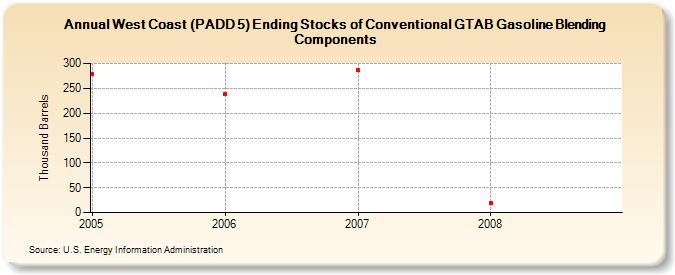 Annual West Coast (PADD 5) Ending Stocks of Conventional GTAB Gasoline Blending
Components
Thousand Barrels
300
250
200
150
100
50
0
2005 2006 2007 2008
Source: U.S. Energy Information Administration